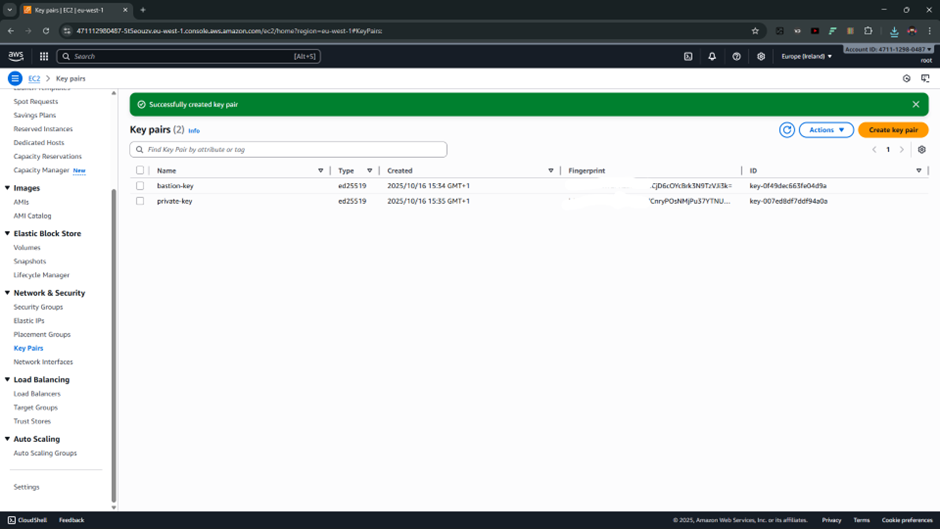 Key pairs | EC2 | eu-west-1
471112980487-5t5eouzv.eu-west-1.console.aws.amazon.com/ec2/home?region=eu-west-1#KeyPairs:
aws
Search
[Alt+S]
Europe (Ireland)
Account ID: 4711-1298-0487
root
EC2 > Key pairs
Launch Templates
Spot Requests
Savings Plans
Reserved Instances
Dedicated Hosts
Capacity Reservations
Capacity Manager New
Images
AMIs
AMI Catalog
Elastic Block Store
Volumes
Snapshots
Lifecycle Manager
Network & Security
Security Groups
Elastic IPs
Placement Groups
Key Pairs
Network Interfaces
Load Balancing
Load Balancers
Target Groups
Trust Stores
Auto Scaling
Auto Scaling Groups
Settings
Successfully created key pair
Key pairs (2) Info
Actions
Create key pair
Find Key Pair by attribute or tag
1
Name Type Created Fingerprint ID
bastion-key ed25519 2025/10/16 15:34 GMT+1 key-0f49dec663fe04d9a
private-key ed25519 2025/10/16 15:35 GMT+1 key-007ed8df7ddf94a0a
CloudShell Feedback
© 2025, Amazon Web Services, Inc. or its affiliates. Privacy Terms Cookie preferences